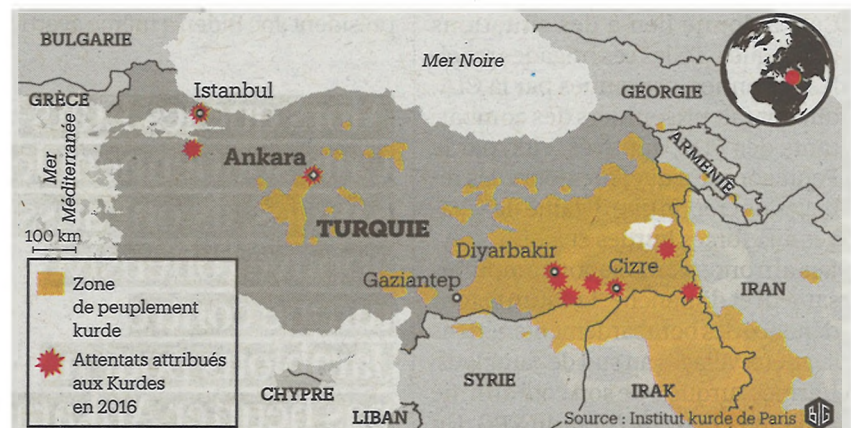 BULGARIE
Mer Noire
Istanbul
GRÈCE
GÉORGIE
Mer
Méditerranée
ARMÉNIE
Ankara
TURQUIE
100 km
Diyarbakir
Cizre
Gaziantep
IRAN
Zone
de peuplement
kurde
Attentats attribués
aux Kurdes
en 2016
SYRIE
IRAK
CHYPRE
LIBAN
Source : Institut kurde de Paris
BIG